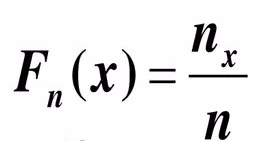 Fₙ(x) = nₓ / n